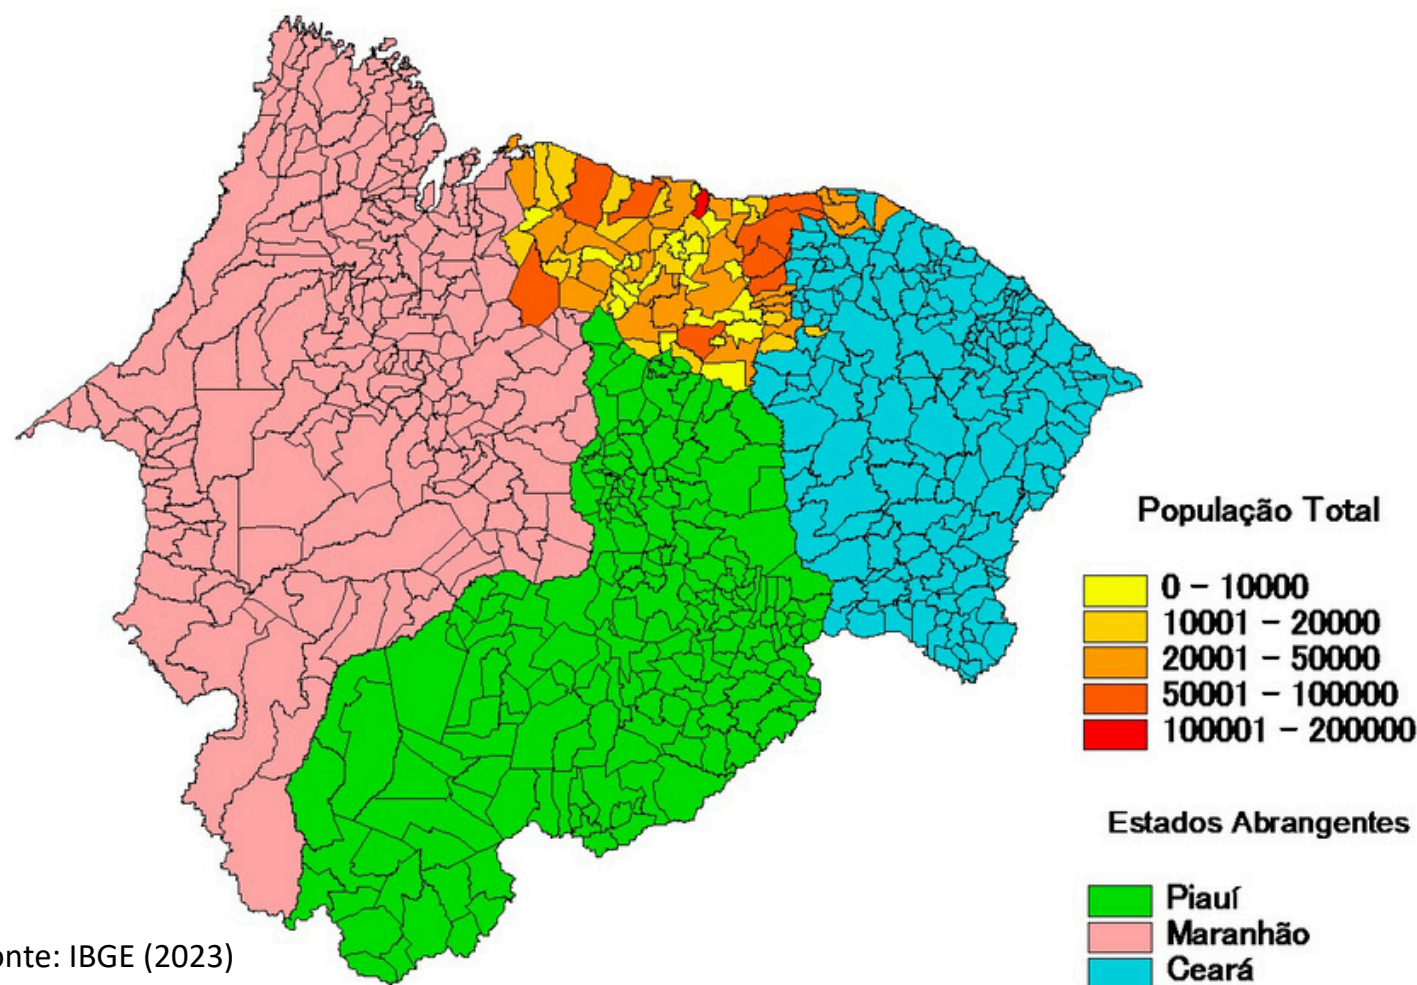 População Total
0 - 10000
10001 - 20000
20001 - 50000
50001 - 100000
100001 - 200000
Estados Abrangentes
Piauí
Maranhão
Ceará
onte: IBGE (2023)